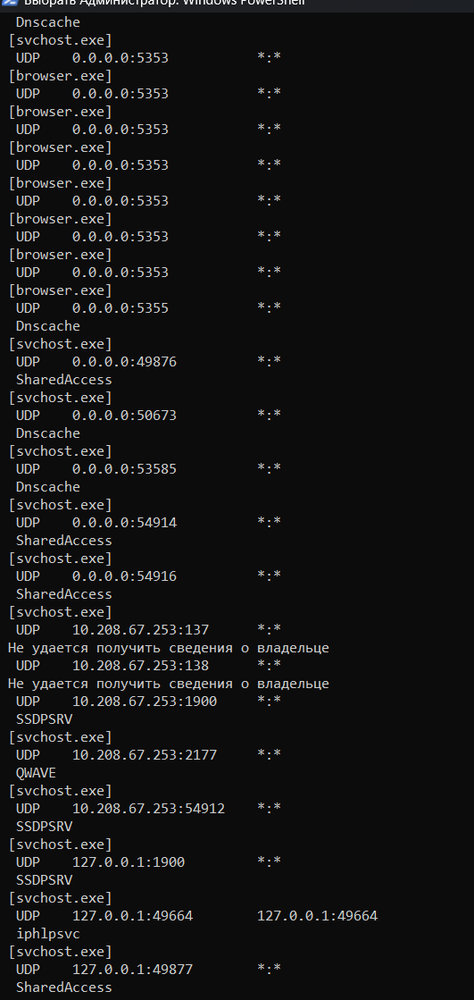 Выбрать Администратор: Windows PowerShell
Dnscache
[svchost.exe]
UDP 0.0.0.0:5353 *:*
[browser.exe]
UDP 0.0.0.0:5353 *:*
[browser.exe]
UDP 0.0.0.0:5353 *:*
[browser.exe]
UDP 0.0.0.0:5353 *:*
[browser.exe]
UDP 0.0.0.0:5353 *:*
[browser.exe]
UDP 0.0.0.0:5353 *:*
[browser.exe]
UDP 0.0.0.0:5353 *:*
[browser.exe]
UDP 0.0.0.0:5355 *:*
Dnscache
[svchost.exe]
UDP 0.0.0.0:49876 *:*
SharedAccess
[svchost.exe]
UDP 0.0.0.0:50673 *:*
Dnscache
[svchost.exe]
UDP 0.0.0.0:53585 *:*
Dnscache
[svchost.exe]
UDP 0.0.0.0:54914 *:*
SharedAccess
[svchost.exe]
UDP 0.0.0.0:54916 *:*
SharedAccess
[svchost.exe]
UDP 10.208.67.253:137 *:*
Не удается получить сведения о владельце
UDP 10.208.67.253:138 *:*
Не удается получить сведения о владельце
UDP 10.208.67.253:1900 *:*
SSDPSRV
[svchost.exe]
UDP 10.208.67.253:2177 *:*
QWAVE
[svchost.exe]
UDP 10.208.67.253:54912 *:*
SSDPSRV
[svchost.exe]
UDP 127.0.0.1:1900 *:*
SSDPSRV
[svchost.exe]
UDP 127.0.0.1:49664 127.0.0.1:49664
iphlpsvc
[svchost.exe]
UDP 127.0.0.1:49877 *:*
SharedAccess